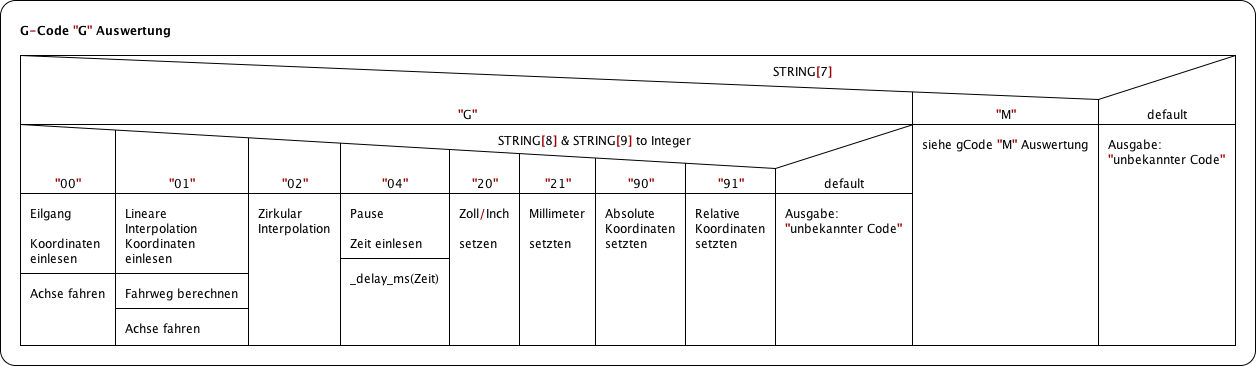 G-Code "G" Auswertung
STRING[7]
"G"
"M"
default
STRING[8] & STRING[9] to Integer
siehe gCode "M" Auswertung
Ausgabe:
"unbekannter Code"
"00"
"01"
"02"
"04"
"20"
"21"
"90"
"91"
default
Eilgang
Koordinaten
einlesen
Achse fahren
Lineare
Interpolation
Koordinaten
einlesen
Fahrweg berechnen
Achse fahren
Zirkular
Interpolation
Pause
Zeit einlesen
_delay_ms(Zeit)
Zoll/Inch
setzen
Millimeter
setzten
Absolute
Koordinaten
setzten
Relative
Koordinaten
setzten
Ausgabe:
"unbekannter Code"